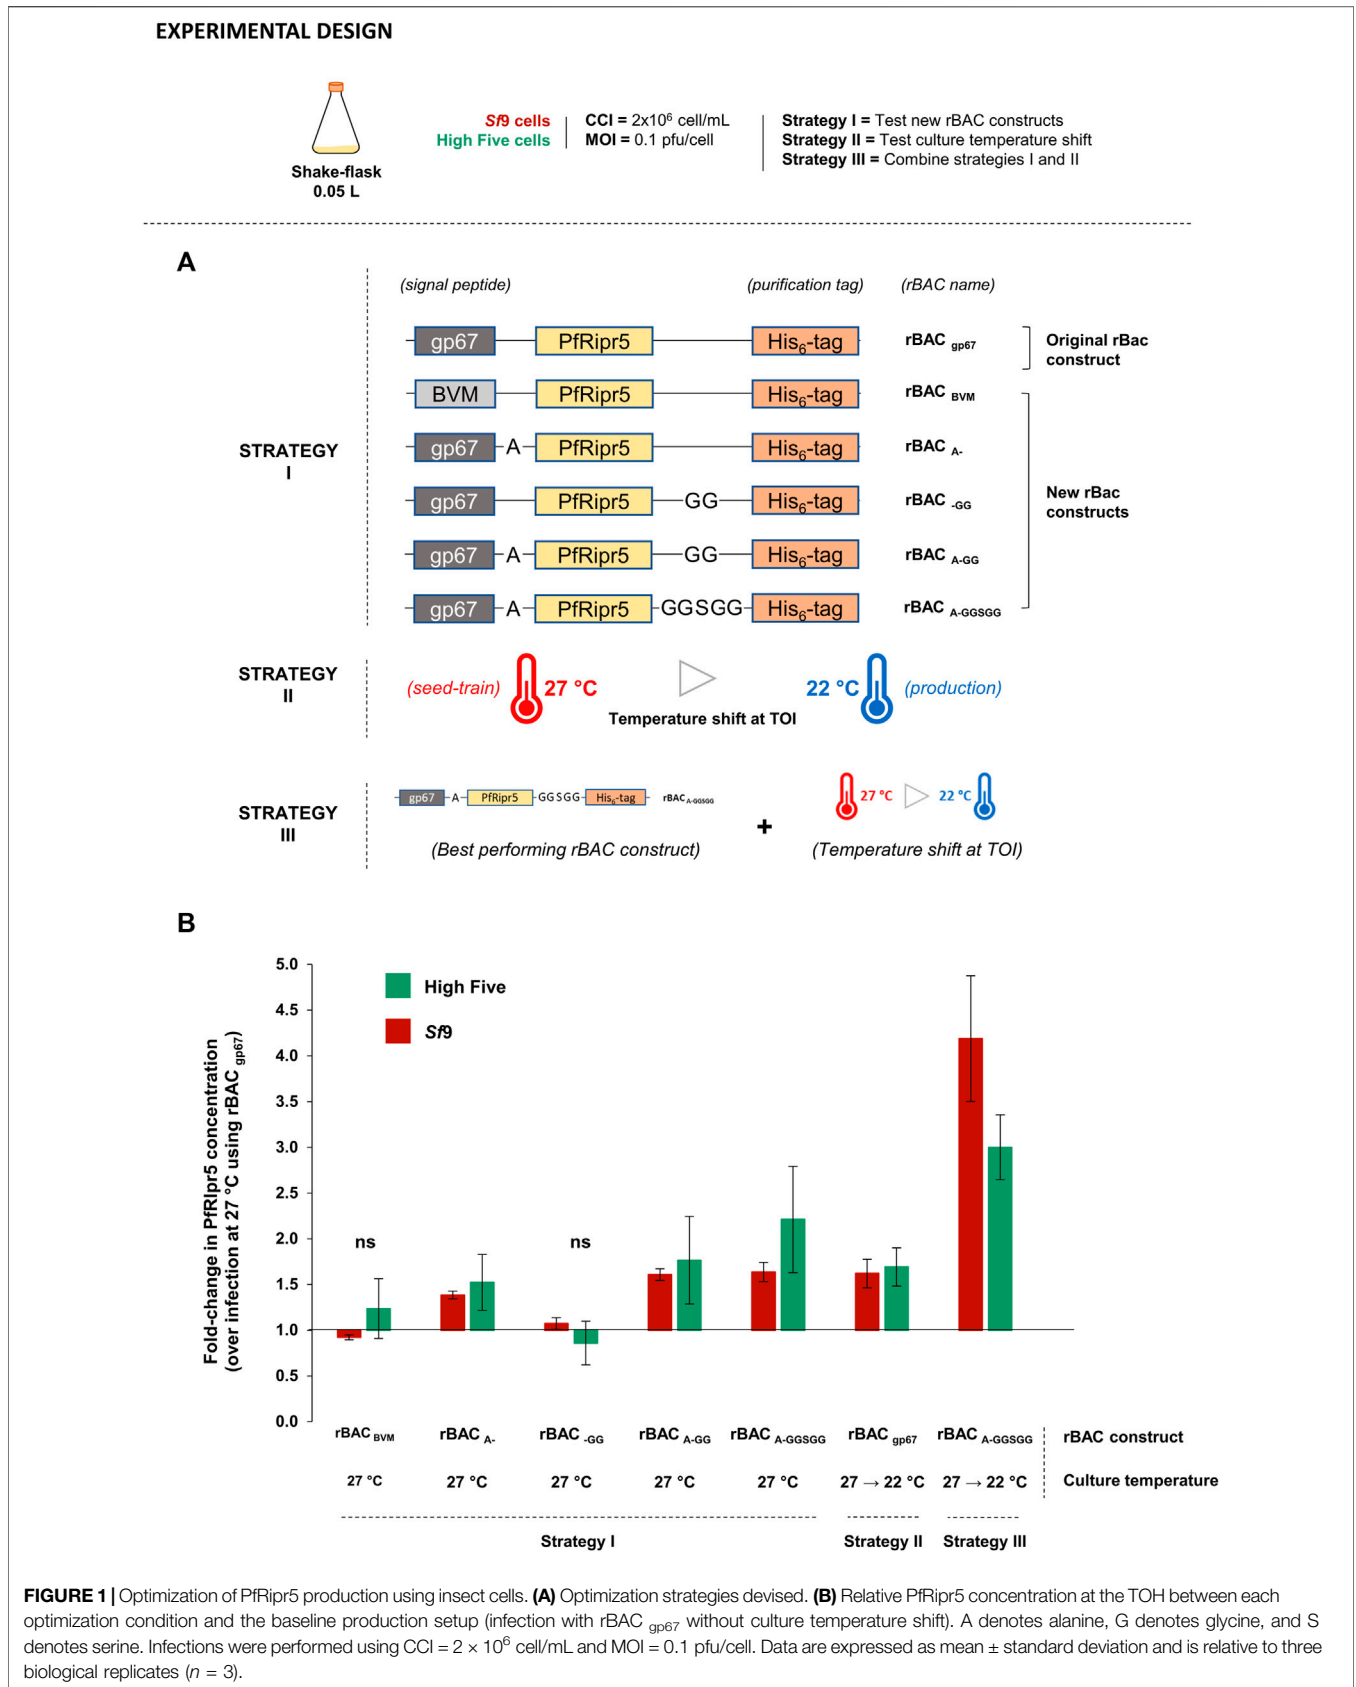 EXPERIMENTAL DESIGN
Shake-flask
0.05 L
Sf9 cells
High Five cells
CCI = 2x10⁶ cell/mL
MOI = 0.1 pfu/cell
Strategy I = Test new rBAC constructs
Strategy II = Test culture temperature shift
Strategy III = Combine strategies I and II
A
(signal peptide) (purification tag) (rBAC name)
STRATEGY
I
gp67 PfRipr5 His₆-tag rBAC gp67
BVM PfRipr5 His₆-tag rBAC BVM
gp67 A PfRipr5 His₆-tag rBAC A-
gp67 PfRipr5 GG His₆-tag rBAC -GG
gp67 A PfRipr5 GG His₆-tag rBAC A-GG
gp67 A PfRipr5 GGSGG His₆-tag rBAC A-GGSGG
Original rBac
construct
New rBac
constructs
STRATEGY
II
(seed-train) 27 °C 22 °C (production)
Temperature shift at TOI
STRATEGY
III
gp67 A PfRipr5 GGSGG His₆-tag rBAC A-GGSGG
(Best performing rBAC construct)
+
27 °C 22 °C
(Temperature shift at TOI)
B
Fold-change in PfRIpr5 concentration
(over infection at 27 °C using rBAC gp67)
5.0
4.5
4.0
3.5
3.0
2.5
2.0
1.5
1.0
0.5
0.0
High Five
Sf9
ns
ns
rBAC BVM rBAC A- rBAC -GG rBAC A-GG rBAC A-GGSGG rBAC gp67 rBAC A-GGSGG rBAC construct
27 °C 27 °C 27 °C 27 °C 27 °C 27 → 22 °C 27 → 22 °C Culture temperature
Strategy I Strategy II Strategy III
FIGURE 1 | Optimization of PfRipr5 production using insect cells. (A) Optimization strategies devised. (B) Relative PfRipr5 concentration at the TOH between each
optimization condition and the baseline production setup (infection with rBAC gp67 without culture temperature shift). A denotes alanine, G denotes glycine, and S
denotes serine. Infections were performed using CCI = 2 × 10⁶ cell/mL and MOI = 0.1 pfu/cell. Data are expressed as mean ± standard deviation and is relative to three
biological replicates (n = 3).